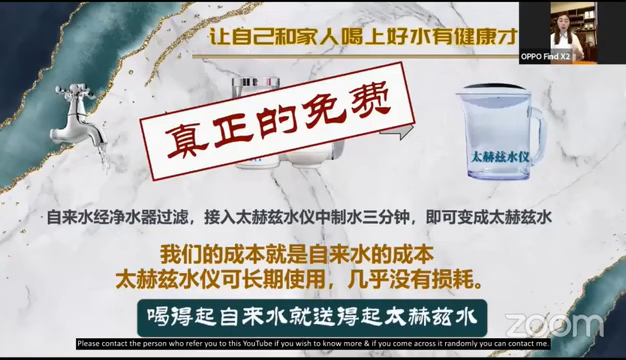 让自己和家人喝上好水有健康才
OPPO Find X2
真正的免费
太赫兹水仪
自来水经净水器过滤，接入太赫兹水仪中制水三分钟，即可变成太赫兹水
我们的成本就是自来水的成本
太赫兹水仪可长期使用，几乎没有损耗。
喝得起自来水就送得起太赫兹水
zoom
Please contact the person who refer you to this YouTube if you wish to know more & if you come across it randomly you can contact me.